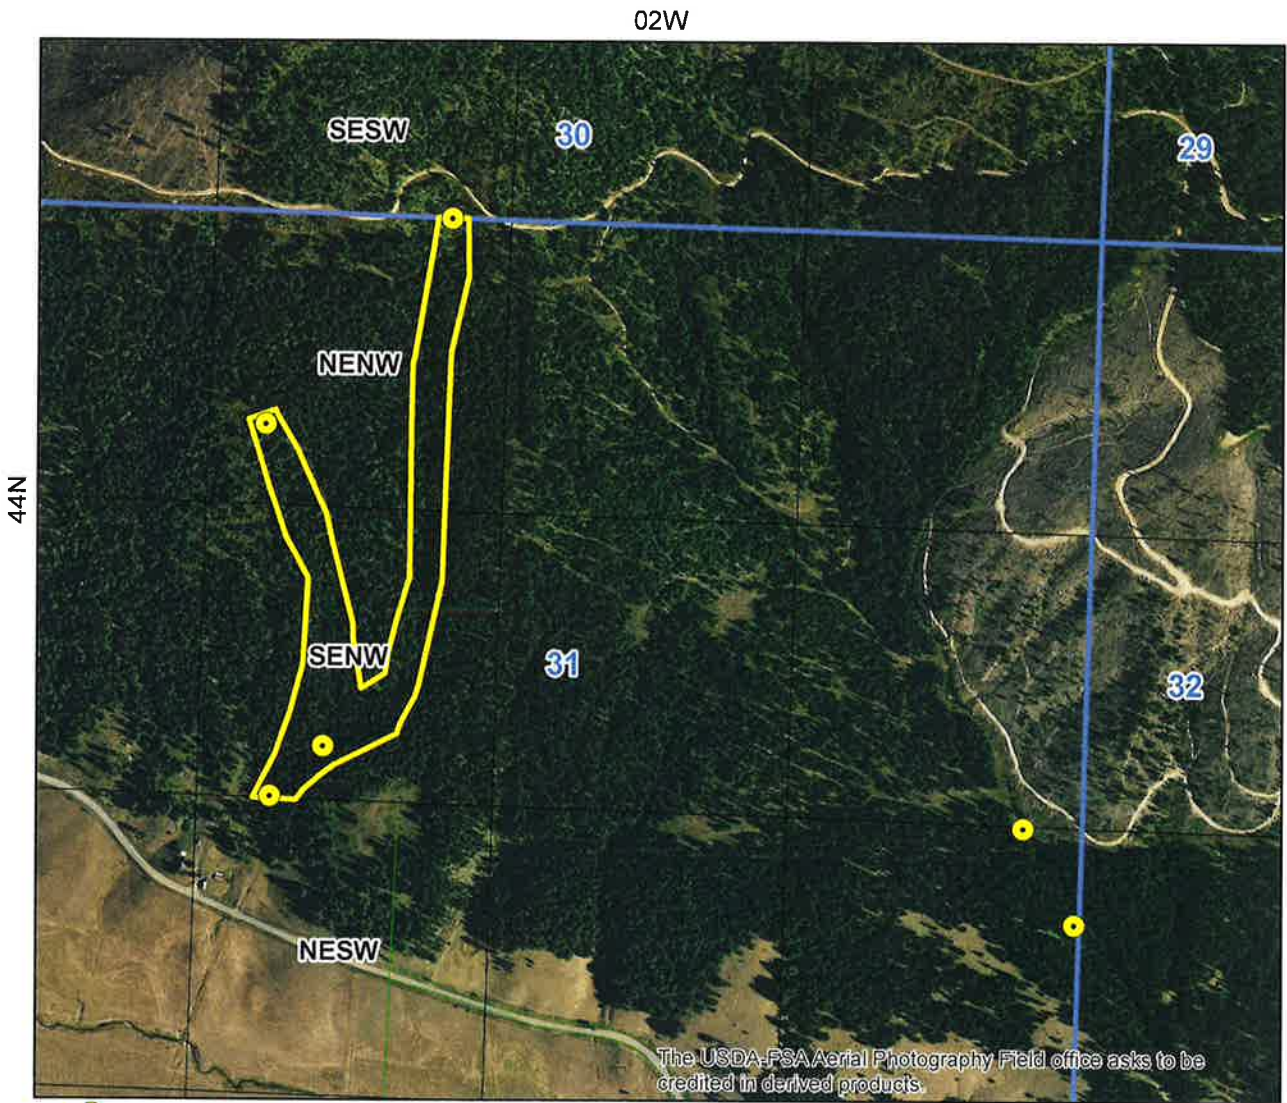 02W
SESW
30
29
NENW
44N
SENW
31
32
NESW
The USDA-FSA Aerial Photography Field office asks to be
credited in derived products.